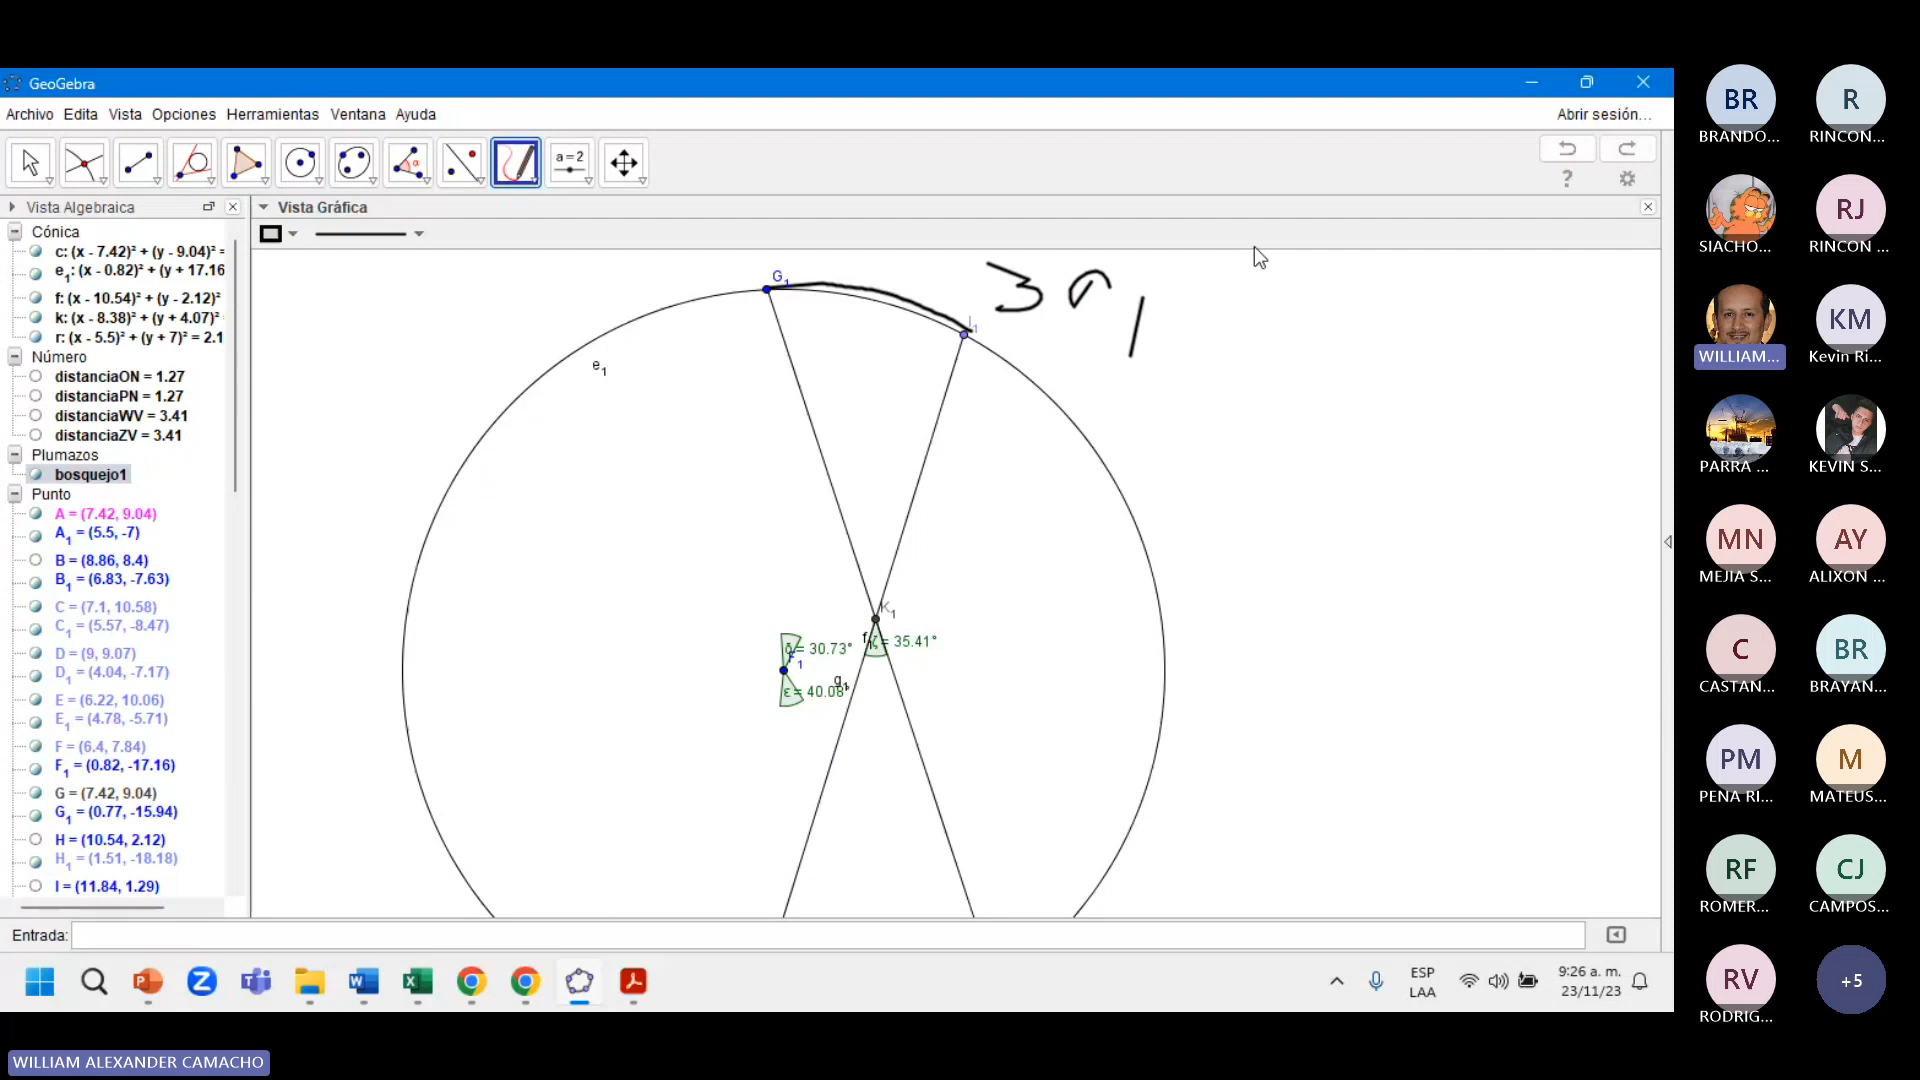 GeoGebra
Archivo Edita Vista Opciones Herramientas Ventana Ayuda
Abrir sesión...
a=2
Vista Algebraica
Vista Gráfica
Cónica
c: (x - 7.42)² + (y - 9.04)² =
e₁: (x - 0.82)² + (y + 17.16
f: (x - 10.54)² + (y - 2.12)²
k: (x - 8.38)² + (y + 4.07)²
r: (x - 5.5)² + (y + 7)² = 2.1
Número
distanciaON = 1.27
distanciaPN = 1.27
distanciaWV = 3.41
distanciaZV = 3.41
Plumazos
bosquejo1
Punto
A = (7.42, 9.04)
A₁ = (5.5, -7)
B = (8.86, 8.4)
B₁ = (6.83, -7.63)
C = (7.1, 10.58)
C₁ = (5.57, -8.47)
D = (9, 9.07)
D₁ = (4.04, -7.17)
E = (6.22, 10.06)
E₁ = (4.78, -5.71)
F = (6.4, 7.84)
F₁ = (0.82, -17.16)
G = (7.42, 9.04)
G₁ = (0.77, -15.94)
H = (10.54, 2.12)
H₁ = (1.51, -18.18)
I = (11.84, 1.29)
G₁
e₁
K₁
δ = 30.73°
ζ = 35.41°
ε = 40.08°
g₁
Entrada:
ESP
LAA
9:26 a. m.
23/11/23
BR
BRANDO...
R
RINCON...
SIACHO...
RJ
RINCON ...
WILLIAM...
KM
Kevin Ri...
PARRA ...
KEVIN S...
MN
MEJIA S...
AY
ALIXON ...
C
CASTAN...
BR
BRAYAN...
PM
PENA RI...
M
MATEUS...
RF
ROMER...
CJ
CAMPOS...
RV
RODRIG...
+5
WILLIAM ALEXANDER CAMACHO